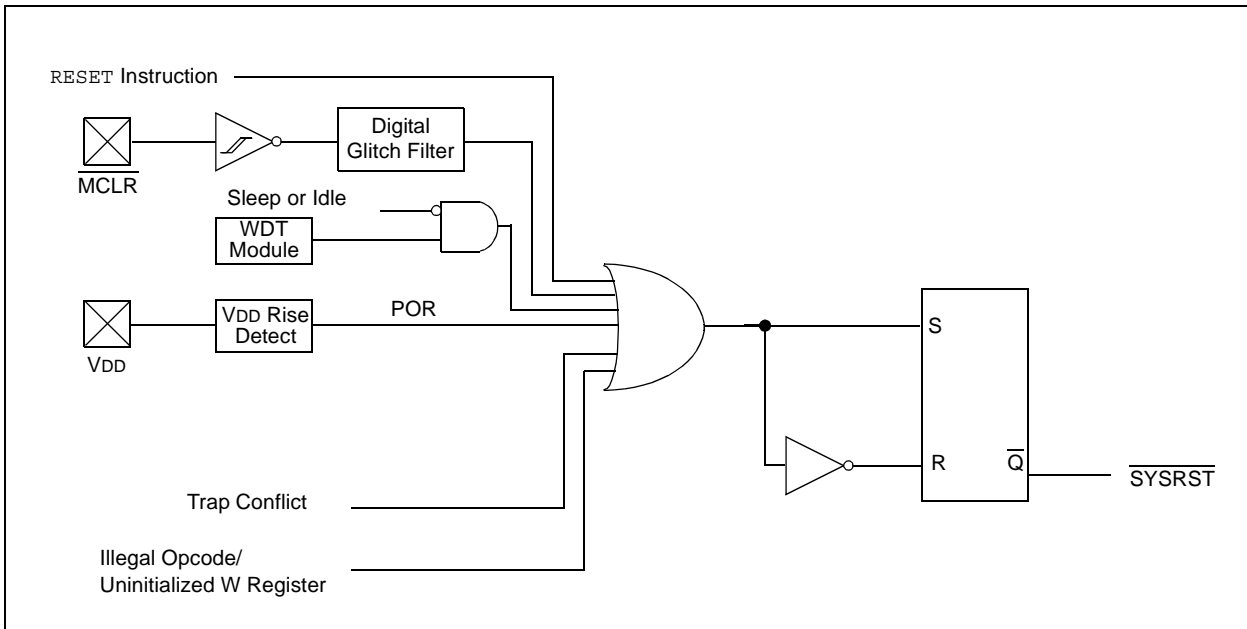 RESET Instruction
Digital
Glitch Filter
MCLR
Sleep or Idle
WDT
Module
VDD Rise
Detect
POR
VDD
S
R
Q
SYSRST
Trap Conflict
Illegal Opcode/
Uninitialized W Register